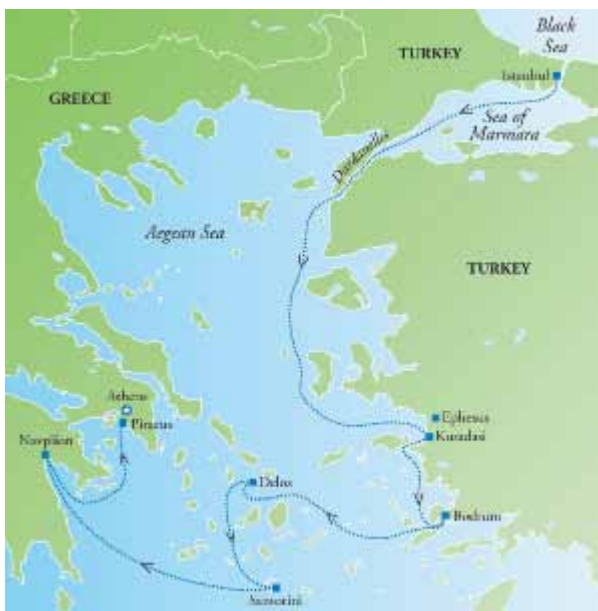 Black
Sea
TURKEY
Istanbul
GREECE
Sea of
Marmara
Dardanelles
Aegean Sea
TURKEY
Athens
Ephesus
Piraeus
Kusadasi
Navplion
Delos
Bodrum
Santorini